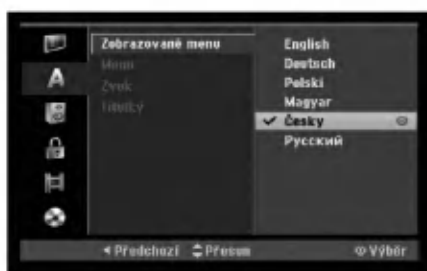 A
Zobrazované menu
Menu
Zvuk
Titulky
English
Deutsch
Polski
Magyar
Česky
Русский
Předchozí
Přesun
Výběr